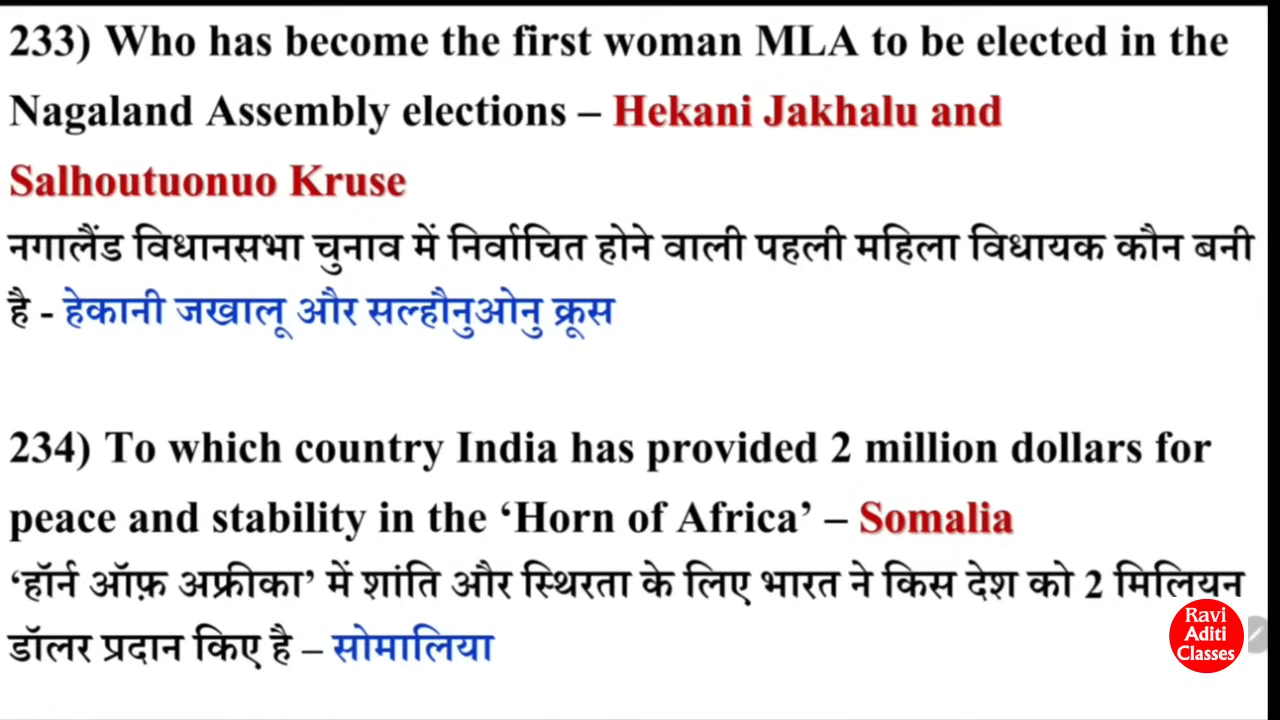 233) Who has become the first woman MLA to be elected in the
Nagaland Assembly elections – Hekani Jakhalu and
Salhoutuonuo Kruse
नगालैंड विधानसभा चुनाव में निर्वाचित होने वाली पहली महिला विधायक कौन बनी
है - हेकानी जखालू और सल्हौनुओनु क्रूस
234) To which country India has provided 2 million dollars for
peace and stability in the ‘Horn of Africa’ – Somalia
‘हॉर्न ऑफ़ अफ्रीका’ में शांति और स्थिरता के लिए भारत ने किस देश को 2 मिलियन
डॉलर प्रदान किए है – सोमालिया
Ravi
Aditi
Classes